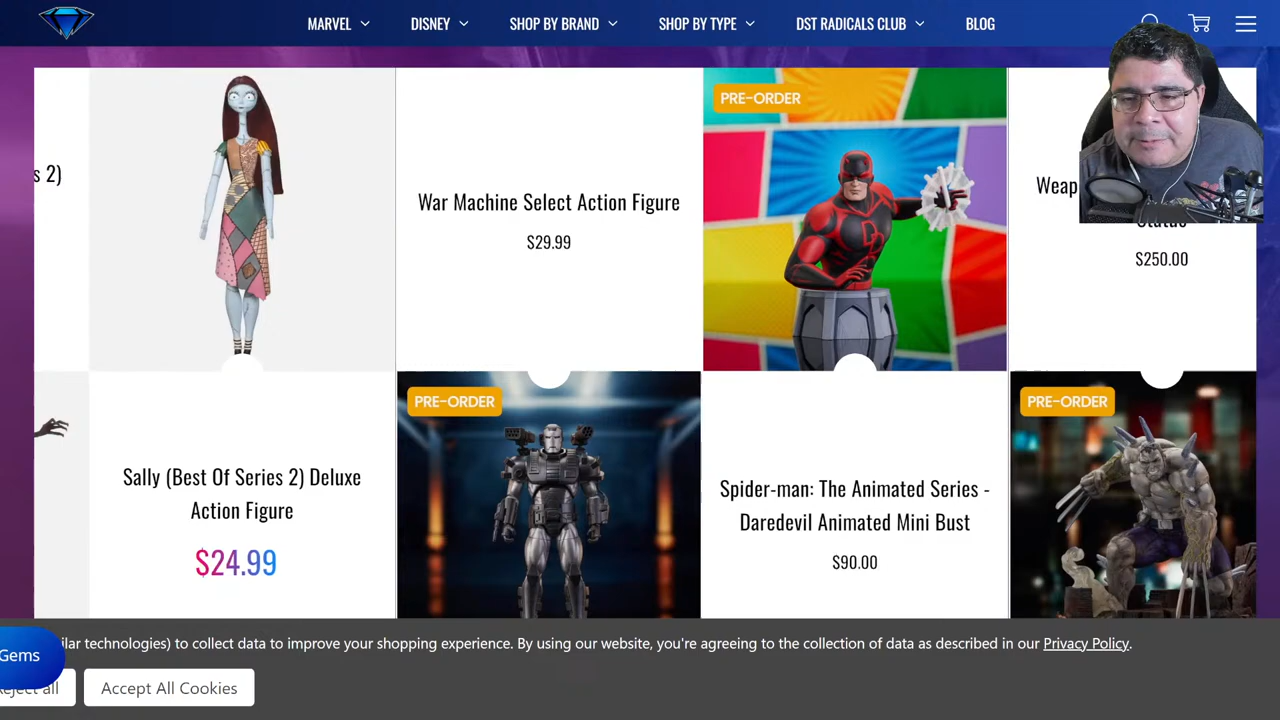 MARVEL
DISNEY
SHOP BY BRAND
SHOP BY TYPE
DST RADICALS CLUB
BLOG
s 2)
War Machine Select Action Figure
$29.99
PRE-ORDER
Weap
Statue
$250.00
Sally (Best Of Series 2) Deluxe
Action Figure
$24.99
PRE-ORDER
Spider-man: The Animated Series -
Daredevil Animated Mini Bust
$90.00
PRE-ORDER
ilar technologies) to collect data to improve your shopping experience. By using our website, you're agreeing to the collection of data as described in our Privacy Policy.
Gems
Reject all
Accept All Cookies